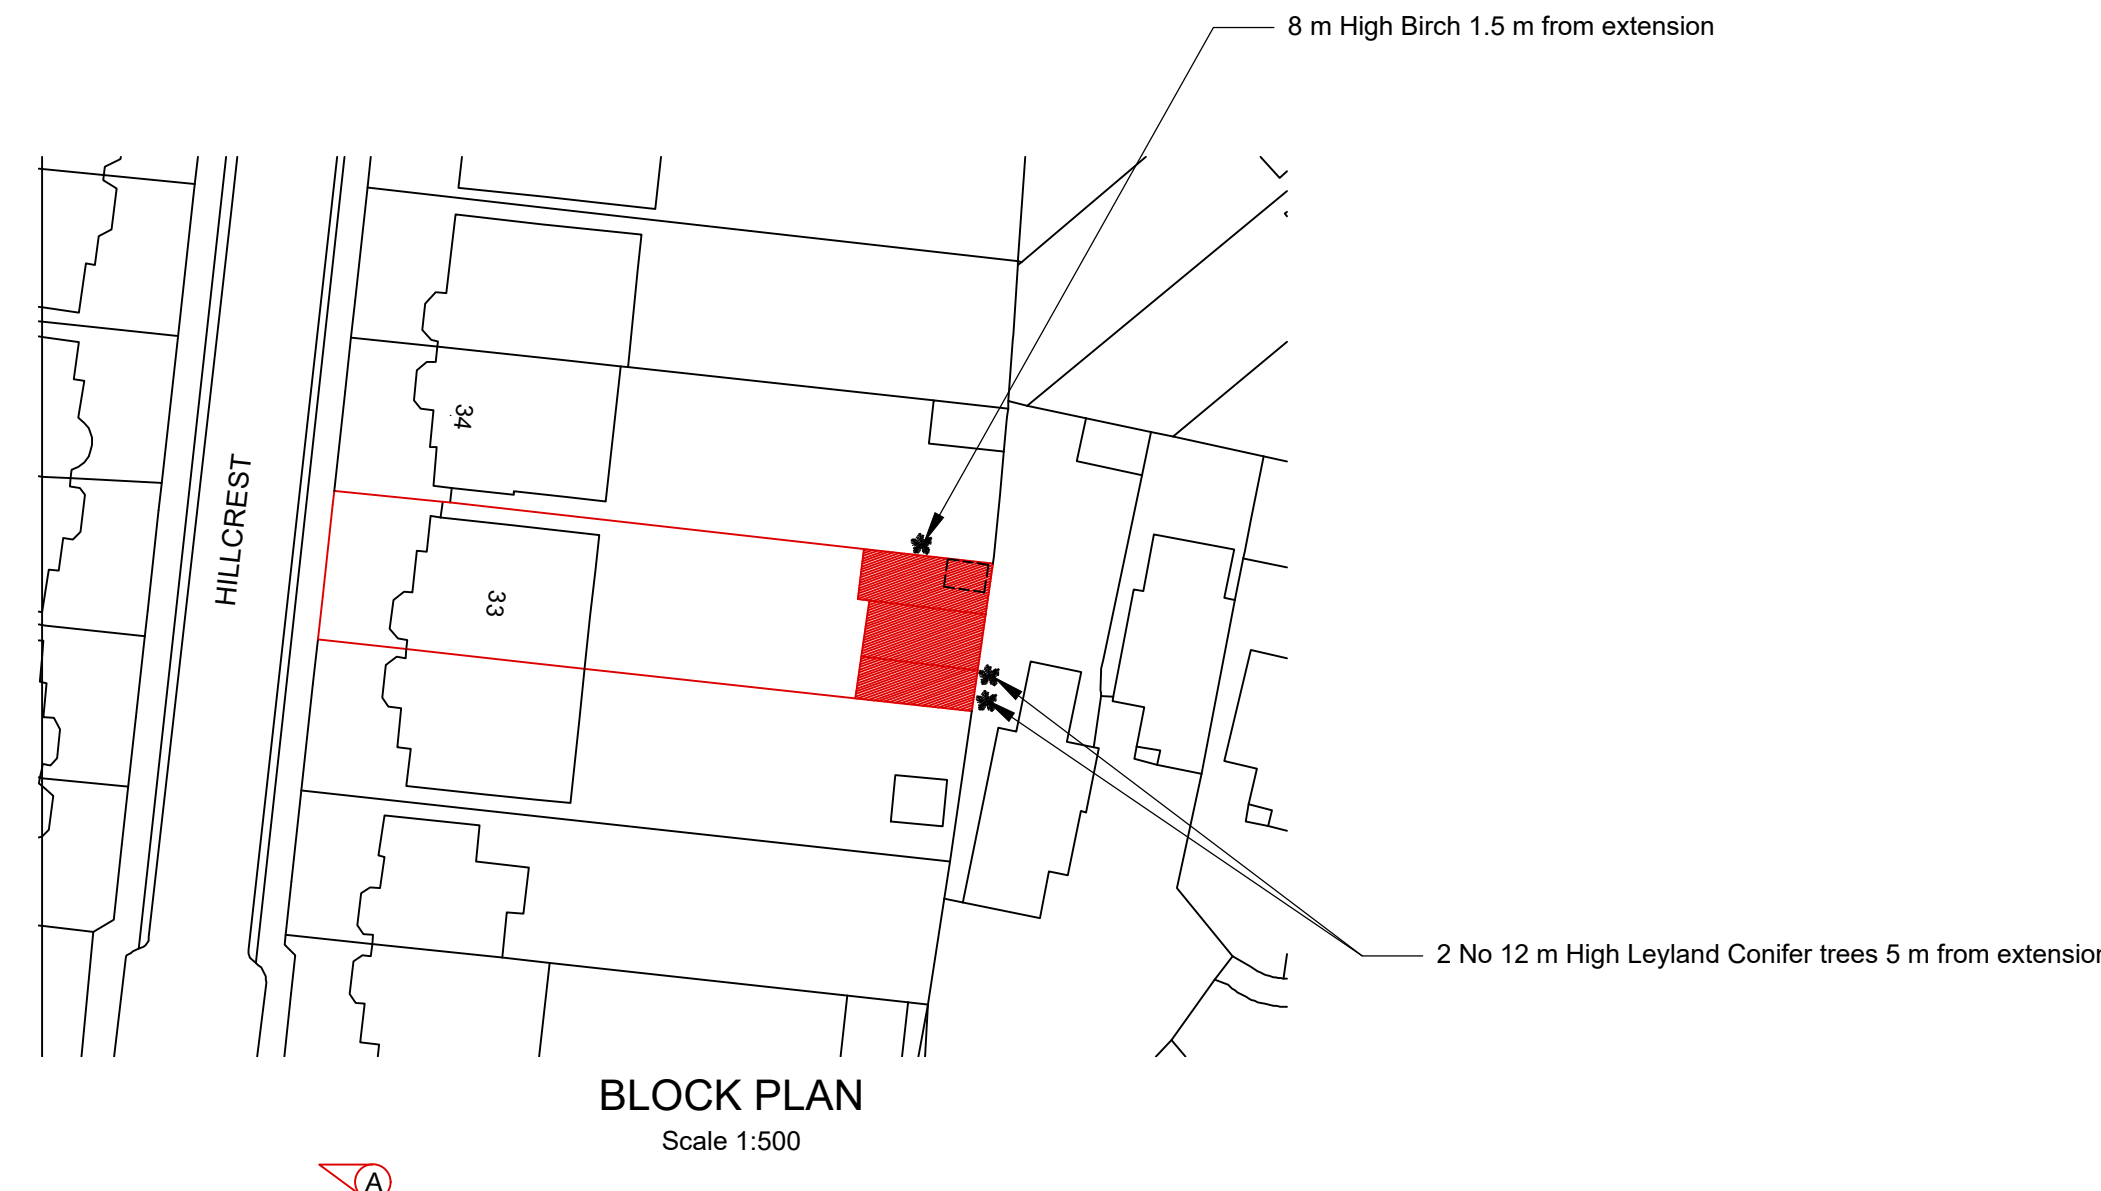 8 m High Birch 1.5 m from extension
34
HILLCREST
33
2 No 12 m High Leyland Conifer trees 5 m from extension
BLOCK PLAN
Scale 1:500
A